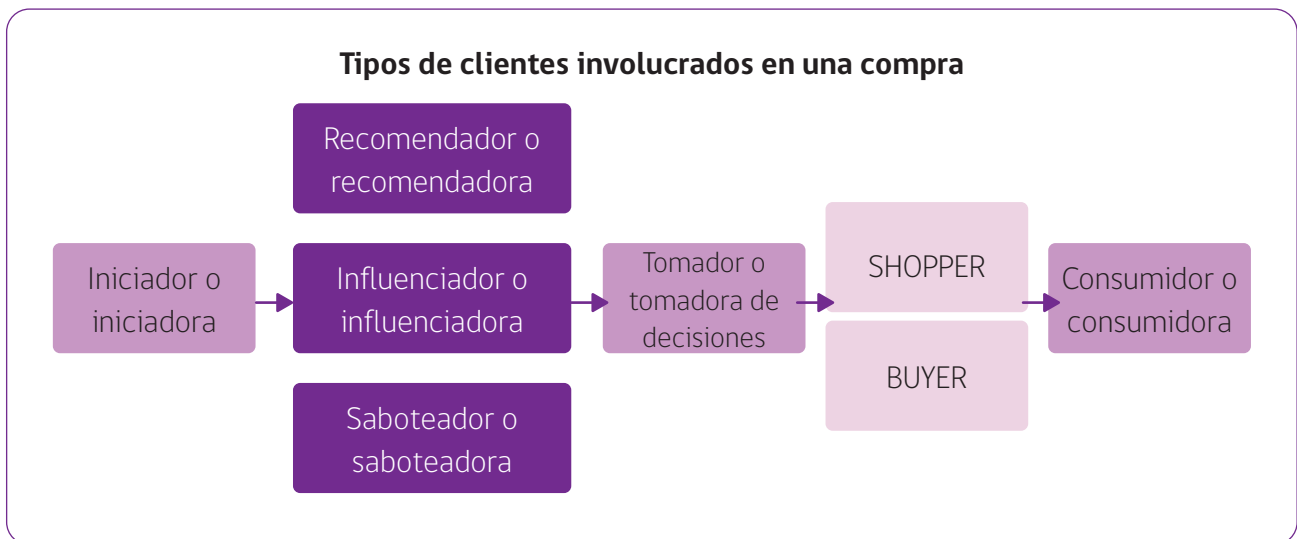 Tipos de clientes involucrados en una compra
Recomendador o
recomendadora
Iniciador o
iniciadora
Influenciador o
influenciadora
Tomador o
tomadora de
decisiones
SHOPPER
BUYER
Consumidor o
consumidora
Saboteador o
saboteadora